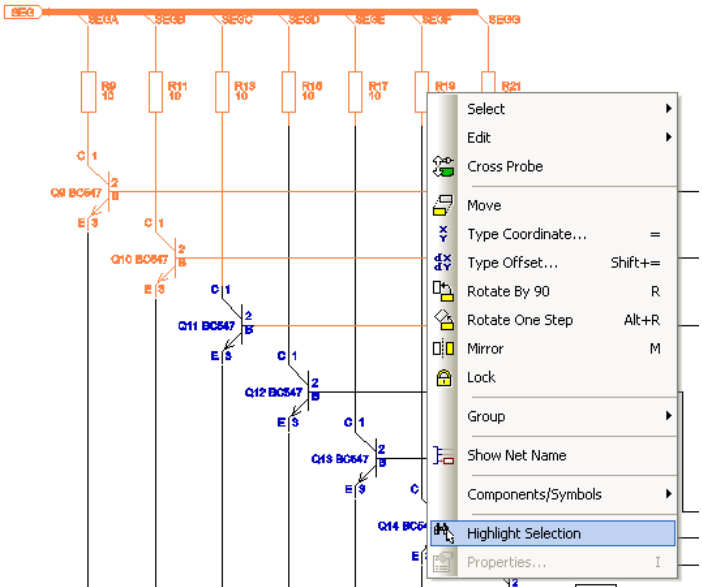 SEG
SEGA SEGB SEGC SEGD SEGE SEGF SEGG
R9 R11 R13 R15 R17 R19 R21
10 10 10 10 10
Select
Edit
Cross Probe
C 1
2
Q9 BC547
B
Move
E 3
C 1
Type Coordinate... =
2
Q10 BC547
B
Type Offset... Shift+=
E 3
C 1
Rotate By 90 R
2
Q11 BC547
B
Rotate One Step Alt+R
E 3
C 1
Mirror M
2
Q12 BC547
B
Lock
E 3
C 1
Group
2
Q13 BC547
B
Show Net Name
E 3
C
Components/Symbols
Q14 BC54
Highlight Selection
E
Properties... I
2